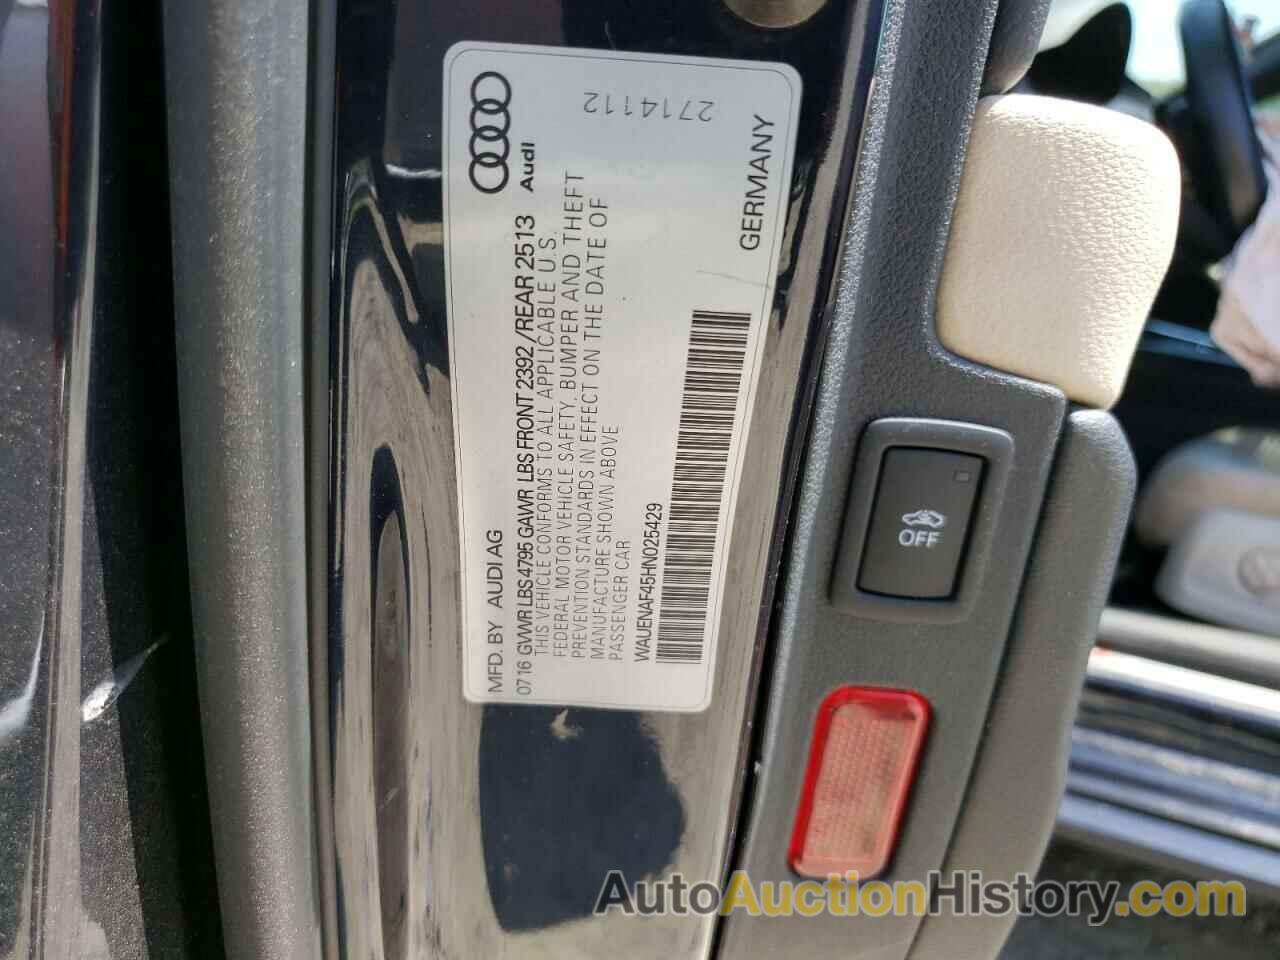 Audi
MFD. BY AUDI AG
0716 GVWR LBS 4795 GAWR LBS FRONT 2392 /REAR 2513
THIS VEHICLE CONFORMS TO ALL APPLICABLE U.S.
FEDERAL MOTOR VEHICLE SAFETY, BUMPER AND THEFT
PREVENTION STANDARDS IN EFFECT ON THE DATE OF
MANUFACTURE SHOWN ABOVE
PASSENGER CAR
WAUENAF45HN025429
GERMANY
2714112
OFF
AutoAuctionHistory.com